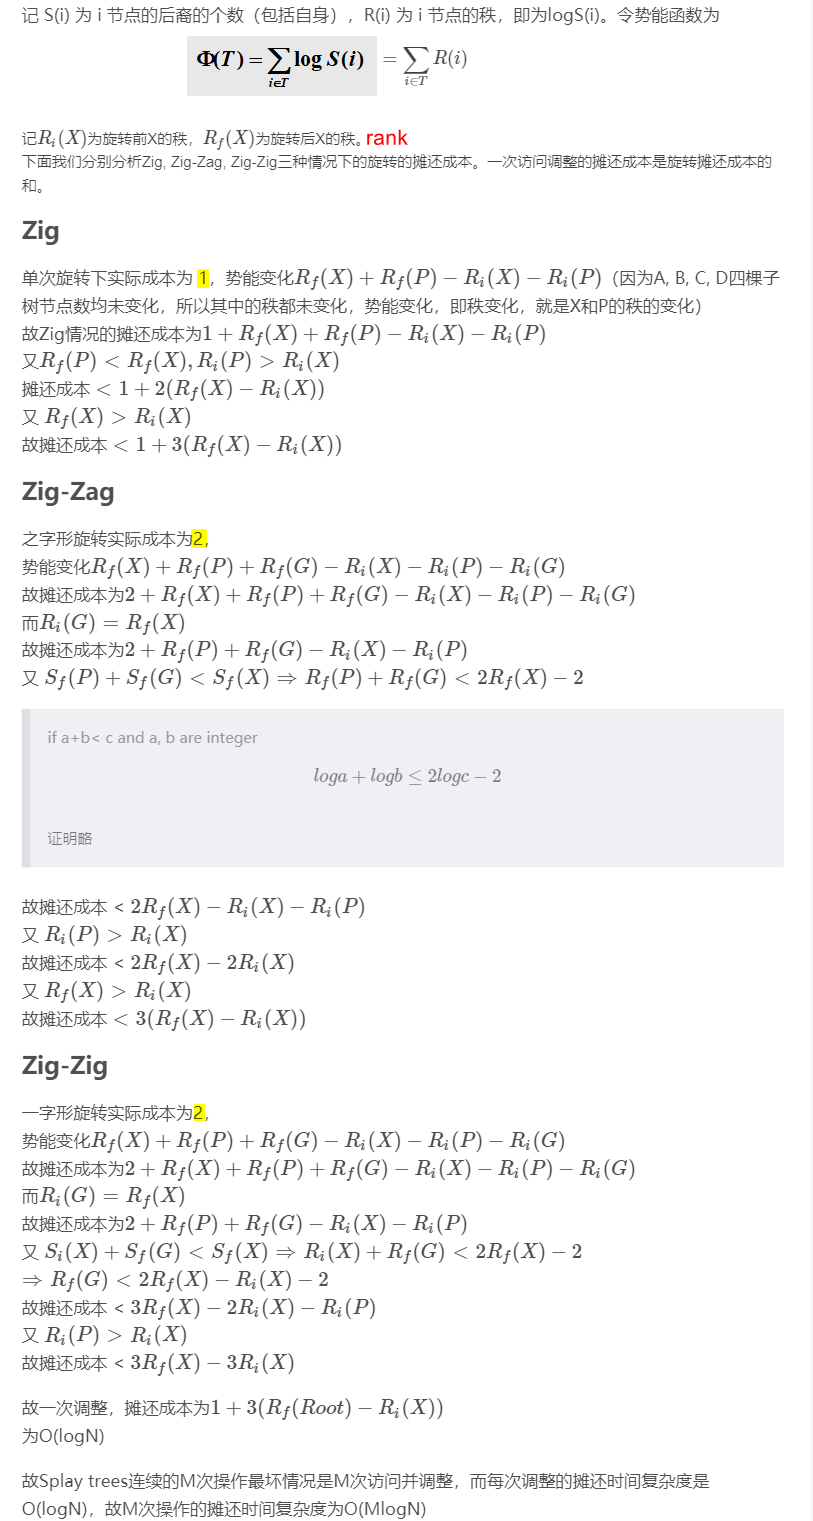 记 S(i) 为 i 节点的后裔的个数（包括自身），R(i) 为 i 节点的秩，即为logS(i)。令势能函数为
Φ(T) = ∑_{i∈T} log S(i) = ∑_{i∈T} R(i)
记R_i(X)为旋转前X的秩，R_f(X)为旋转后X的秩。rank
下面我们分别分析Zig, Zig-Zag, Zig-Zig三种情况下的旋转的摊还成本。一次访问调整的摊还成本是旋转摊还成本的
和。
Zig
单次旋转下实际成本为 1，势能变化R_f(X) + R_f(P) − R_i(X) − R_i(P)（因为A, B, C, D四棵子
树节点数均未变化，所以其中的秩都未变化，势能变化，即秩变化，就是X和P的秩的变化）
故Zig情况的摊还成本为1 + R_f(X) + R_f(P) − R_i(X) − R_i(P)
又R_f(P) < R_f(X), R_i(P) > R_i(X)
摊还成本 < 1 + 2(R_f(X) − R_i(X))
又 R_f(X) > R_i(X)
故摊还成本 < 1 + 3(R_f(X) − R_i(X))
Zig-Zag
之字形旋转实际成本为2,
势能变化R_f(X) + R_f(P) + R_f(G) − R_i(X) − R_i(P) − R_i(G)
故摊还成本为2 + R_f(X) + R_f(P) + R_f(G) − R_i(X) − R_i(P) − R_i(G)
而R_i(G) = R_f(X)
故摊还成本为2 + R_f(P) + R_f(G) − R_i(X) − R_i(P)
又 S_f(P) + S_f(G) < S_f(X) ⇒ R_f(P) + R_f(G) < 2R_f(X) − 2
if a+b< c and a, b are integer
loga + logb ≤ 2logc − 2
证明略
故摊还成本 < 2R_f(X) − R_i(X) − R_i(P)
又 R_i(P) > R_i(X)
故摊还成本 < 2R_f(X) − 2R_i(X)
又 R_f(X) > R_i(X)
故摊还成本 < 3(R_f(X) − R_i(X))
Zig-Zig
一字形旋转实际成本为2,
势能变化R_f(X) + R_f(P) + R_f(G) − R_i(X) − R_i(P) − R_i(G)
故摊还成本为2 + R_f(X) + R_f(P) + R_f(G) − R_i(X) − R_i(P) − R_i(G)
而R_i(G) = R_f(X)
故摊还成本为2 + R_f(P) + R_f(G) − R_i(X) − R_i(P)
又 S_i(X) + S_f(G) < S_f(X) ⇒ R_i(X) + R_f(G) < 2R_f(X) − 2
⇒ R_f(G) < 2R_f(X) − R_i(X) − 2
故摊还成本 < 3R_f(X) − 2R_i(X) − R_i(P)
又 R_i(P) > R_i(X)
故摊还成本 < 3R_f(X) − 3R_i(X)
故一次调整，摊还成本为1 + 3(R_f(Root) − R_i(X))
为O(logN)
故Splay trees连续的M次操作最坏情况是M次访问并调整，而每次调整的摊还时间复杂度是
O(logN)，故M次操作的摊还时间复杂度为O(MlogN)